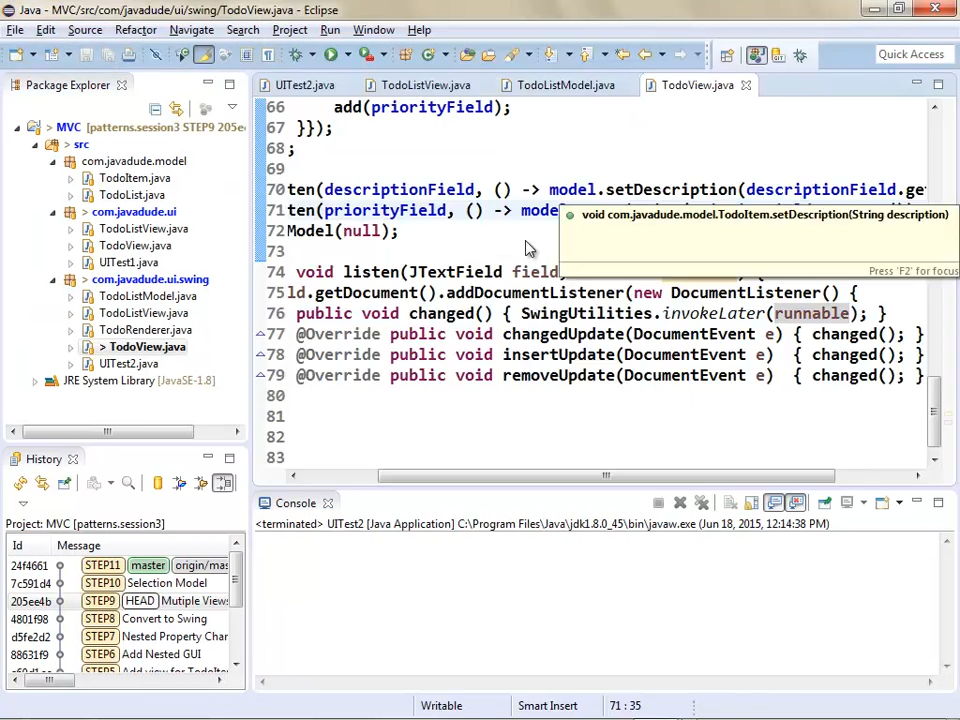 Java - MVC/src/com/javadude/ui/swing/TodoView.java - Eclipse
File Edit Source Refactor Navigate Search Project Run Window Help
Quick Access
Package Explorer
MVC [patterns.session3 STEP9 205e
src
com.javadude.model
TodoItem.java
TodoList.java
com.javadude.ui
TodoListView.java
TodoView.java
UITest1.java
com.javadude.ui.swing
TodoListModel.java
TodoListView.java
TodoRenderer.java
> TodoView.java
UITest2.java
JRE System Library [JavaSE-1.8]
UITest2.java TodoListView.java TodoListModel.java TodoView.java
66 add(priorityField);
67 }});
68 ;
69
70 ten(descriptionField, () -> model.setDescription(descriptionField.get
71 ten(priorityField, () -> mode
72 Model(null);
73
74 void listen(JTextField field
75 ld.getDocument().addDocumentListener(new DocumentListener() {
76 public void changed() { SwingUtilities.invokeLater(runnable); }
77 @Override public void changedUpdate(DocumentEvent e) { changed(); }
78 @Override public void insertUpdate(DocumentEvent e) { changed(); }
79 @Override public void removeUpdate(DocumentEvent e) { changed(); }
80
81
82
83
void com.javadude.model.TodoItem.setDescription(String description)
Press 'F2' for focus
History
Project: MVC [patterns.session3]
Id Message
24f4661 STEP11 master origin/mas
7c591d4 STEP10 Selection Model
205ee4b STEP9 HEAD Mutiple Views
4801f98 STEP8 Convert to Swing
d5fe2d2 STEP7 Nested Property Char
88631f9 STEP6 Add Nested GUI
STEP5 Add view for TodoIte
Console
<terminated> UITest2 [Java Application] C:\Program Files\Java\jdk1.8.0_45\bin\javaw.exe (Jun 18, 2015, 12:14:38 PM)
Writable Smart Insert 71 : 35